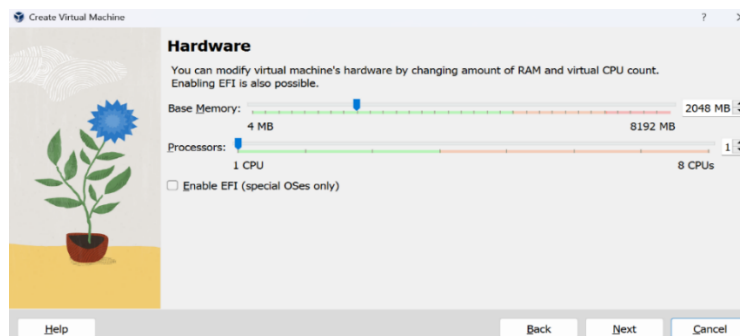 Create Virtual Machine
?
Hardware
You can modify virtual machine's hardware by changing amount of RAM and virtual CPU count.
Enabling EFI is also possible.
Base Memory: 2048 MB
4 MB 8192 MB
Processors: 1
1 CPU 8 CPUs
Enable EFI (special OSes only)
Help Back Next Cancel